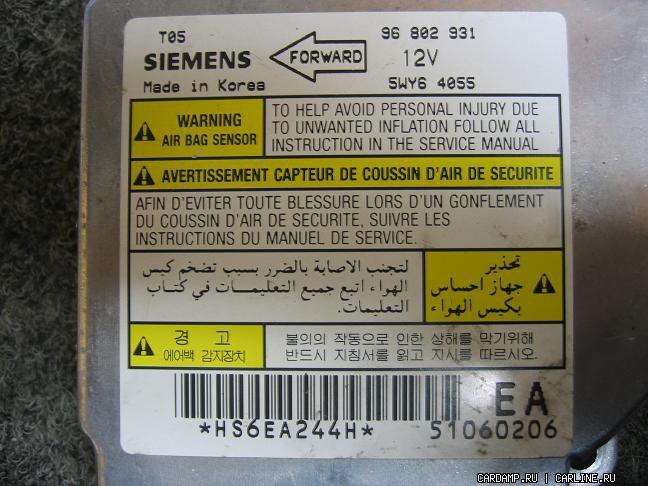 T05
96 802 931
SIEMENS
FORWARD
12V
Made in Korea
5WY6 4055
WARNING
AIR BAG SENSOR
TO HELP AVOID PERSONAL INJURY DUE
TO UNWANTED INFLATION FOLLOW ALL
INSTRUCTION IN THE SERVICE MANUAL
AVERTISSEMENT CAPTEUR DE COUSSIN D'AIR DE SECURITE
AFIN D'EVITER TOUTE BLESSURE LORS D'UN GONFLEMENT
DU COUSSIN D'AIR DE SECURITE, SUIVRE LES
INSTRUCTIONS DU MANUEL DE SERVICE.
تحذير
جهاز احساس
بكيس الهواء
لتجنب الاصابة بالضرر بسبب تضخم كيس
الهواء اتبع جميع التعليمات في كتاب
التعليمات.
경 고
에어백 감지장치
불의의 작동으로 인한 상해를 막기위해
반드시 지침서를 읽고 지시를 따르시오.
EA
*HS6EA244H*
51060206
CARDAMP.RU | CARLINE.RU